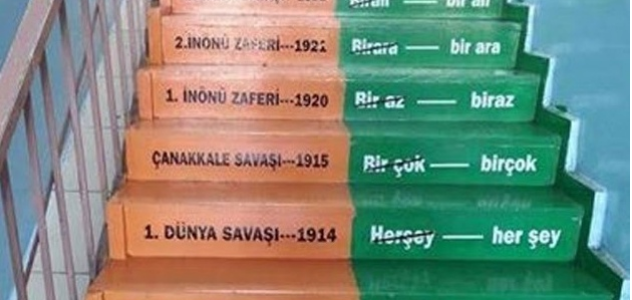 2.İNÖNÜ ZAFERİ---1921 Birara — bir ara
1. İNÖNÜ ZAFERİ---1920 Bir az — biraz
ÇANAKKALE SAVAŞI---1915 Bir çok — birçok
1. DÜNYA SAVAŞI---1914 Herşey — her şey